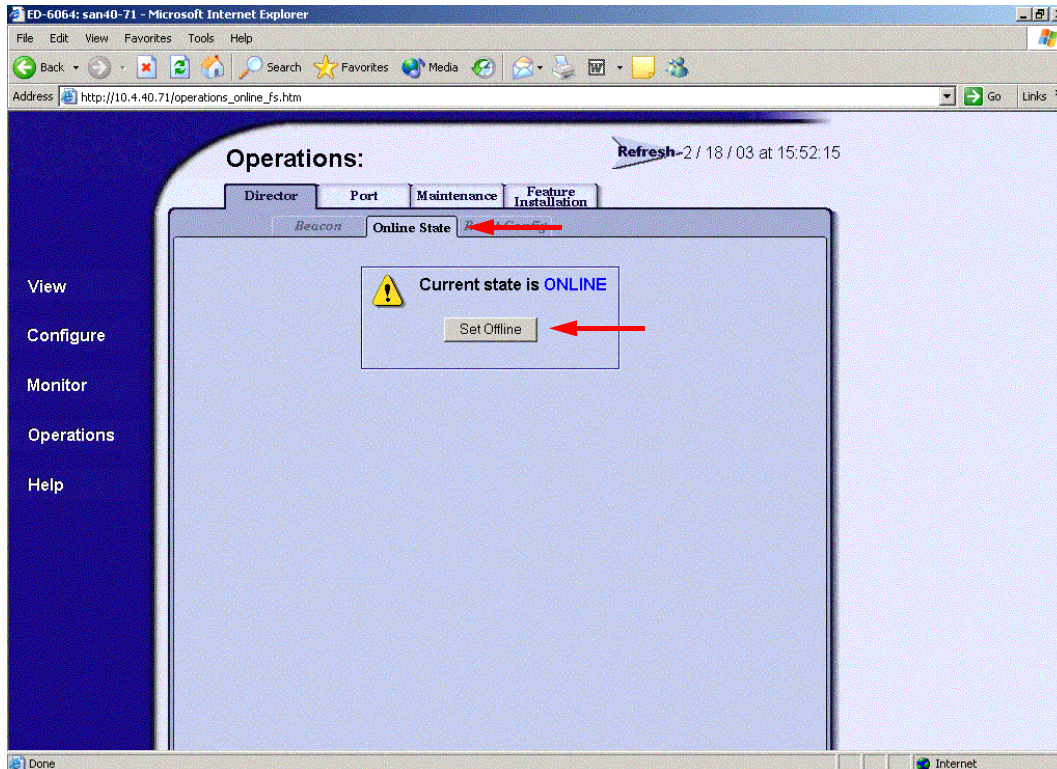 ED-6064: san40-71 - Microsoft Internet Explorer
File Edit View Favorites Tools Help
Back Search Favorites Media
Address http://10.4.40.71/operations_online_fs.htm Go Links
Operations:
Refresh-2 / 18 / 03 at 15:52:15
Director Port Maintenance Feature Installation
Beacon Online State
Current state is ONLINE
Set Offline
View
Configure
Monitor
Operations
Help
Done Internet